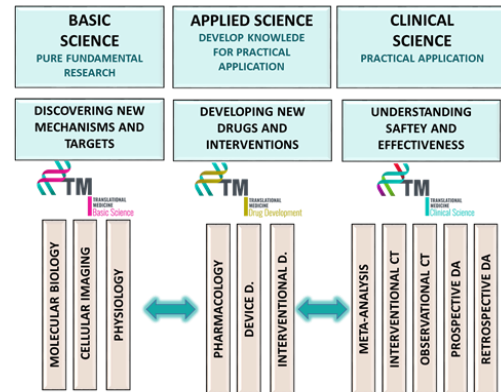 BASIC
SCIENCE
PURE FUNDAMENTAL
RESEARCH
APPLIED SCIENCE
DEVELOP KNOWLEDE
FOR PRACTICAL
APPLICATION
CLINICAL
SCIENCE
PRACTICAL APPLICATION
DISCOVERING NEW
MECHANISMS AND
TARGETS
DEVELOPING NEW
DRUGS AND
INTERVENTIONS
UNDERSTANDING
SAFTEY AND
EFFECTIVENESS
TM
TRANSLATIONAL
MEDICINE
Basic Science
TM
TRANSLATIONAL
MEDICINE
Drug Development
TM
TRANSLATIONAL
MEDICINE
Clinical Science
MOLECULAR BIOLOGY
CELLULAR IMAGING
PHYSIOLOGY
PHARMACOLOGY
DEVICE D.
INTERVENTIONAL D.
META-ANALYSIS
INTERVENTIONAL CT
OBSERVATIONAL CT
PROSPECTIVE DA
RETROSPECTIVE DA